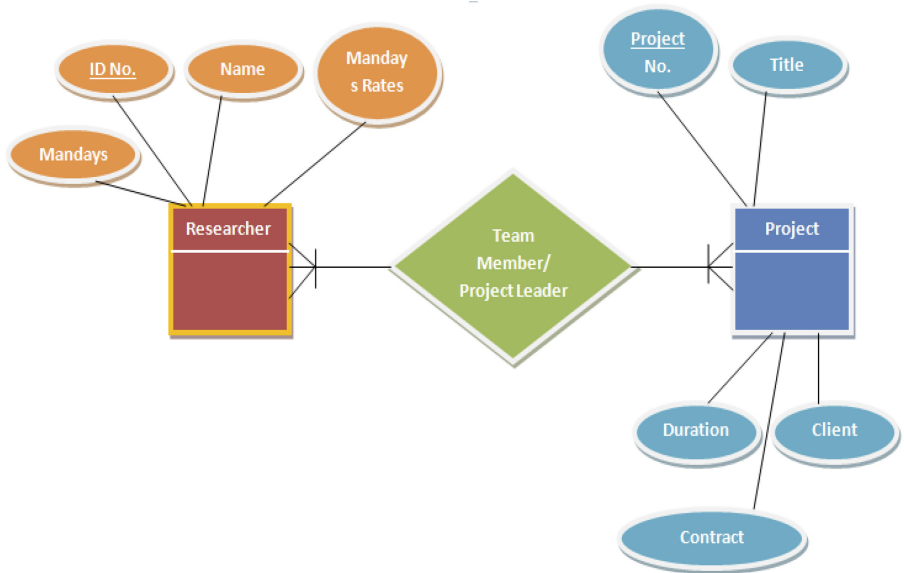 ID No.
Name
Manday
s Rates
Mandays
Researcher
Team
Member/
Project Leader
Project
No.
Title
Project
Duration
Client
Contract